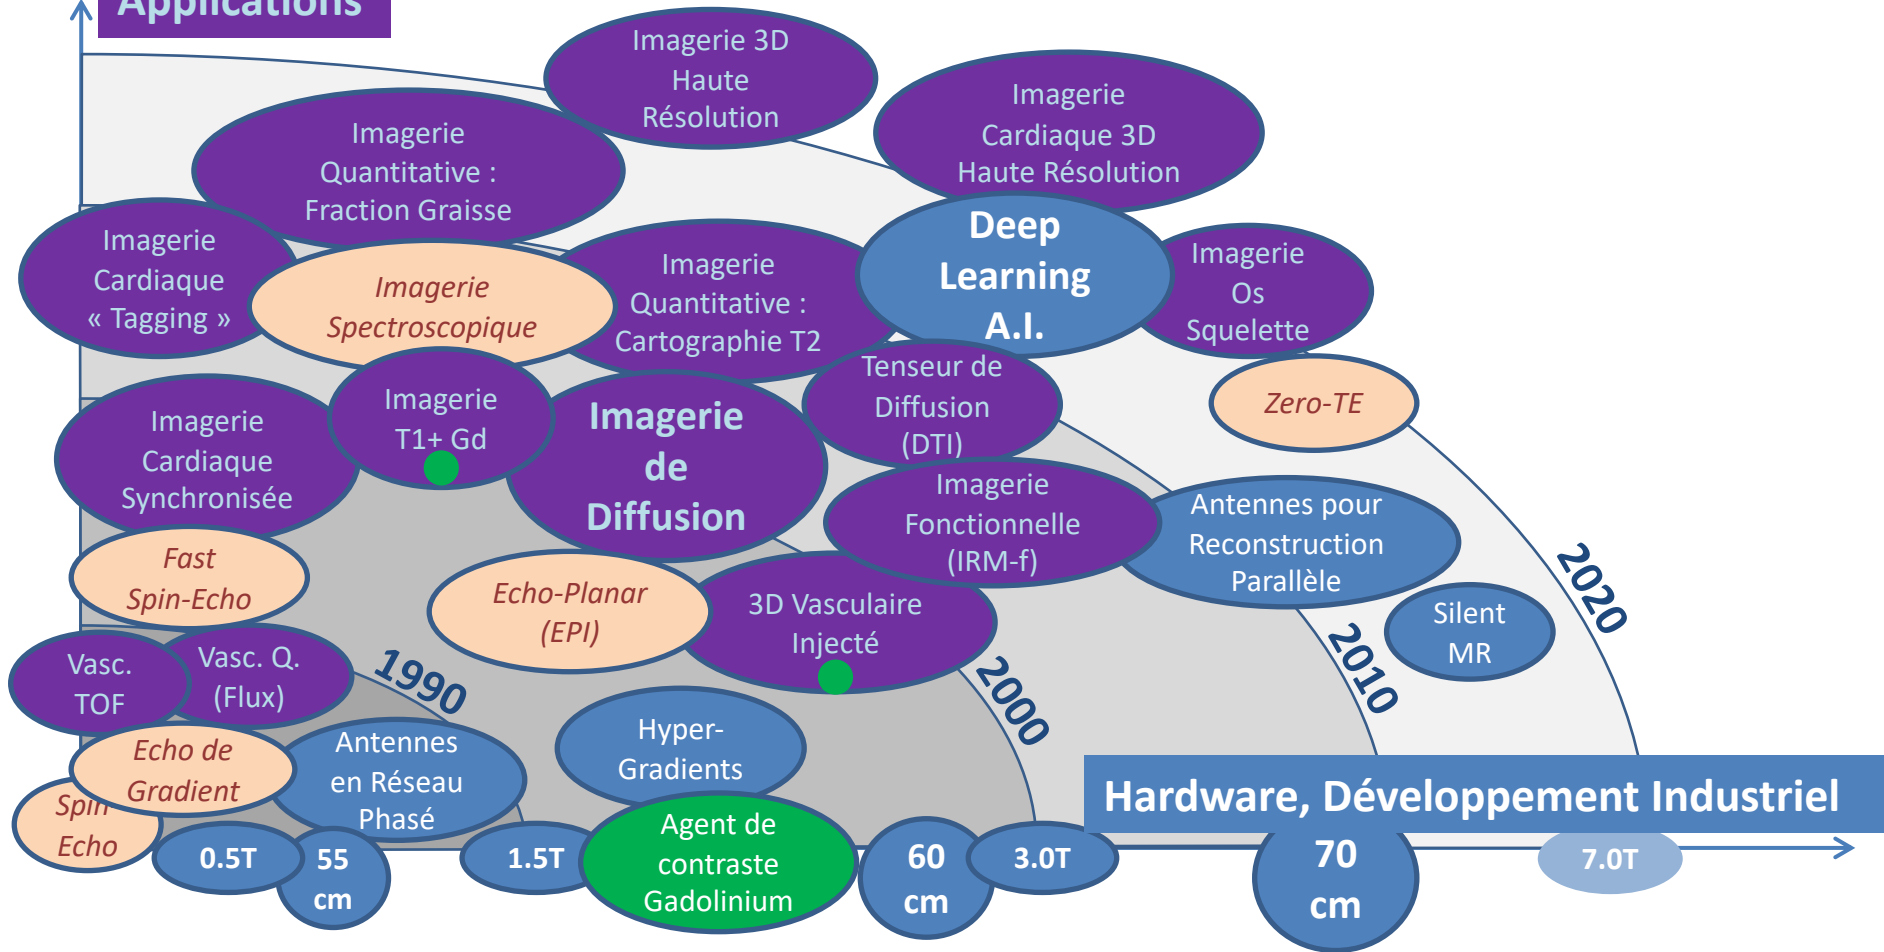 Applications
Imagerie 3D
Haute
Résolution
Imagerie
Cardiaque 3D
Haute Résolution
Imagerie
Quantitative :
Fraction Graisse
Imagerie
Cardiaque
« Tagging »
Imagerie
Spectroscopique
Imagerie
Quantitative :
Cartographie T2
Deep
Learning
A.I.
Imagerie
Os
Squelette
Zero-TE
Imagerie
Cardiaque
Synchronisée
Imagerie
T1+ Gd
Imagerie
de
Diffusion
Tenseur de
Diffusion
(DTI)
Imagerie
Fonctionnelle
(IRM-f)
Antennes pour
Reconstruction
Parallèle
Silent
MR
Fast
Spin-Echo
Echo-Planar
(EPI)
3D Vasculaire
Injecté
Vasc.
TOF
Vasc. Q.
(Flux)
1990
2000
2010
2020
Echo de
Gradient
Spin
Echo
Antennes
en Réseau
Phasé
Hyper-
Gradients
Agent de
contraste
Gadolinium
Hardware, Développement Industriel
0.5T
55
cm
1.5T
60
cm
3.0T
70
cm
7.0T